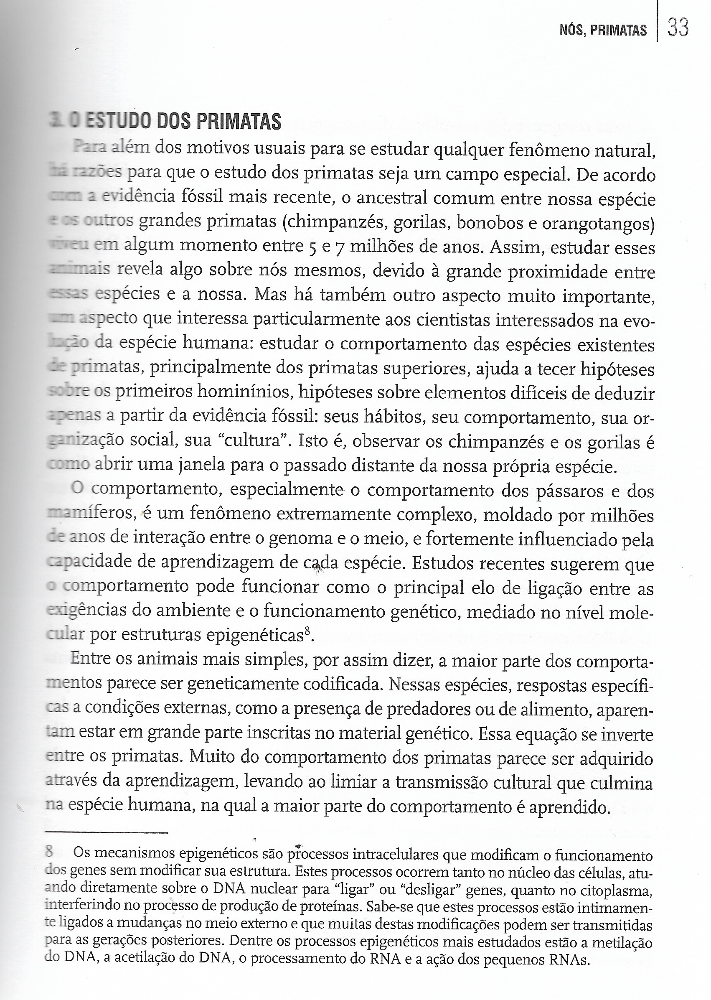 NÓS, PRIMATAS 33
3. O ESTUDO DOS PRIMATAS
Para além dos motivos usuais para se estudar qualquer fenômeno natural,
há razões para que o estudo dos primatas seja um campo especial. De acordo
com a evidência fóssil mais recente, o ancestral comum entre nossa espécie
e os outros grandes primatas (chimpanzés, gorilas, bonobos e orangotangos)
viveu em algum momento entre 5 e 7 milhões de anos. Assim, estudar esses
animais revela algo sobre nós mesmos, devido à grande proximidade entre
essas espécies e a nossa. Mas há também outro aspecto muito importante,
um aspecto que interessa particularmente aos cientistas interessados na evo-
lução da espécie humana: estudar o comportamento das espécies existentes
de primatas, principalmente dos primatas superiores, ajuda a tecer hipóteses
sobre os primeiros hominínios, hipóteses sobre elementos difíceis de deduzir
apenas a partir da evidência fóssil: seus hábitos, seu comportamento, sua or-
ganização social, sua “cultura”. Isto é, observar os chimpanzés e os gorilas é
como abrir uma janela para o passado distante da nossa própria espécie.
O comportamento, especialmente o comportamento dos pássaros e dos
mamíferos, é um fenômeno extremamente complexo, moldado por milhões
de anos de interação entre o genoma e o meio, e fortemente influenciado pela
capacidade de aprendizagem de cada espécie. Estudos recentes sugerem que
o comportamento pode funcionar como o principal elo de ligação entre as
exigências do ambiente e o funcionamento genético, mediado no nível mole-
cular por estruturas epigenéticas⁸.
Entre os animais mais simples, por assim dizer, a maior parte dos comporta-
mentos parece ser geneticamente codificada. Nessas espécies, respostas específi-
cas a condições externas, como a presença de predadores ou de alimento, aparen-
tam estar em grande parte inscritas no material genético. Essa equação se inverte
entre os primatas. Muito do comportamento dos primatas parece ser adquirido
através da aprendizagem, levando ao limiar a transmissão cultural que culmina
na espécie humana, na qual a maior parte do comportamento é aprendido.
8 Os mecanismos epigenéticos são processos intracelulares que modificam o funcionamento
dos genes sem modificar sua estrutura. Estes processos ocorrem tanto no núcleo das células, atu-
ando diretamente sobre o DNA nuclear para “ligar” ou “desligar” genes, quanto no citoplasma,
interferindo no processo de produção de proteínas. Sabe-se que estes processos estão intimamen-
te ligados a mudanças no meio externo e que muitas destas modificações podem ser transmitidas
para as gerações posteriores. Dentre os processos epigenéticos mais estudados estão a metilação
do DNA, a acetilação do DNA, o processamento do RNA e a ação dos pequenos RNAs.